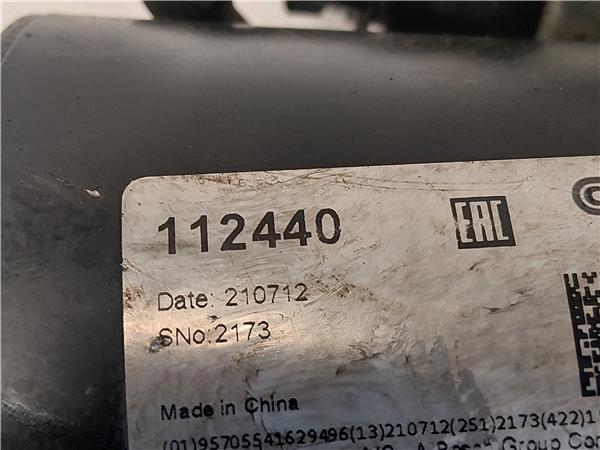 112440 EAC
Date: 210712
SNo:2173
Made in China
(01)95705541629496(13)210712(251)2173(422)1
Group